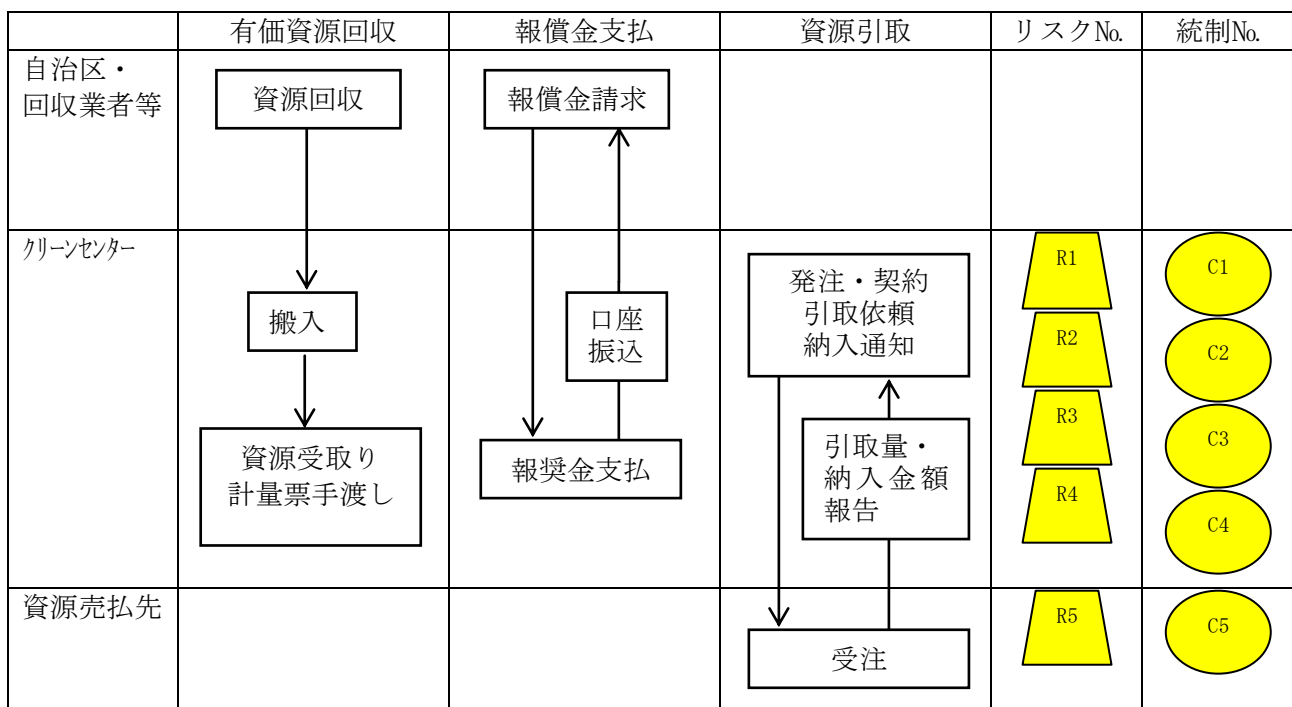 有価資源回収
報償金支払
資源引取
リスク№
統制№
自治区・
回収業者等
資源回収
報償金請求
クリーンセンター
搬入
資源受取り
計量票手渡し
口座
振込
報奨金支払
発注・契約
引取依頼
納入通知
引取量・
納入金額
報告
R1
R2
R3
R4
C1
C2
C3
C4
資源売払先
受注
R5
C5